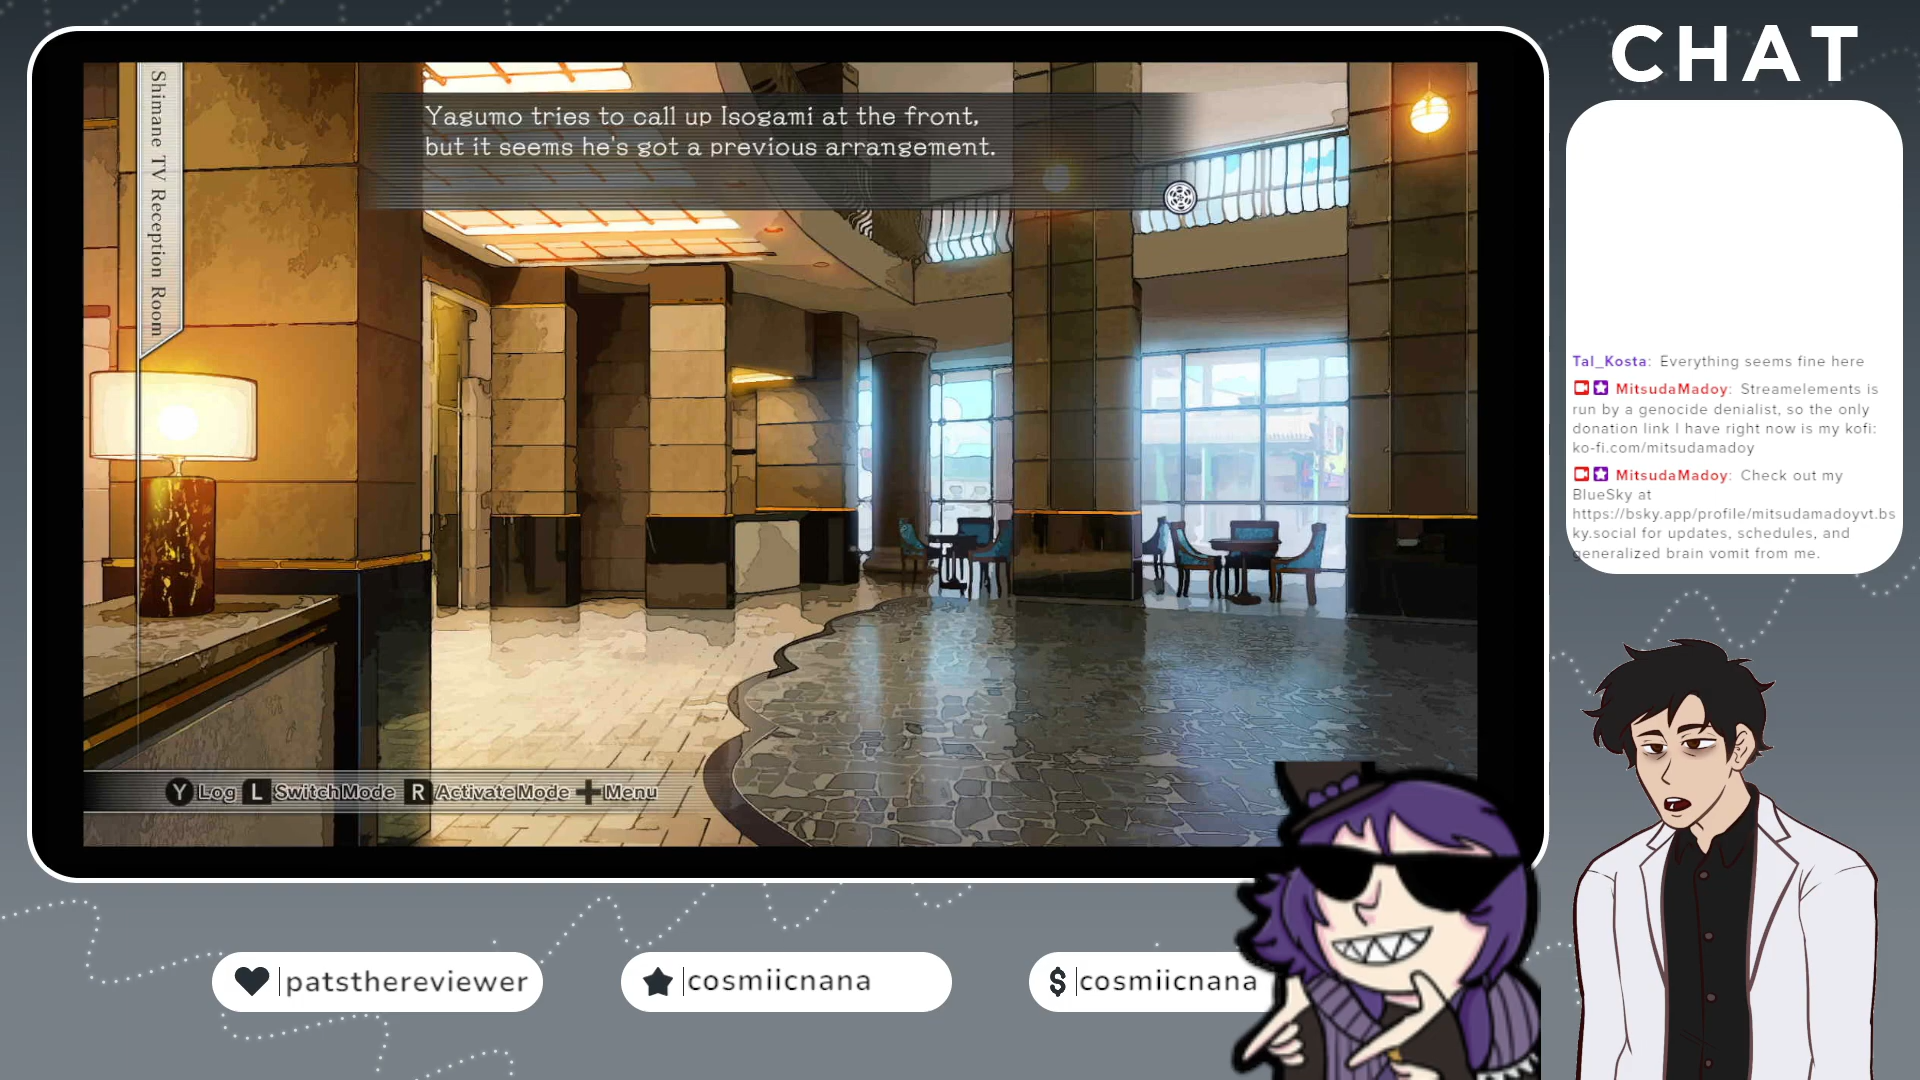 CHAT
Shimane TV Reception Room
Yagumo tries to call up Isogami at the front,
but it seems he's got a previous arrangement.
Y Log L SwitchMode R ActivateMode Menu
Tal_Kosta: Everything seems fine here
MitsudaMadoy: Streamelements is
run by a genocide denialist, so the only
donation link I have right now is my kofi:
ko-fi.com/mitsudamadoy
MitsudaMadoy: Check out my
BlueSky at
https://bsky.app/profile/mitsudamadoyvt.bs
ky.social for updates, schedules, and
generalized brain vomit from me.
patsthereviewer
cosmiicnana
$ cosmiicnana